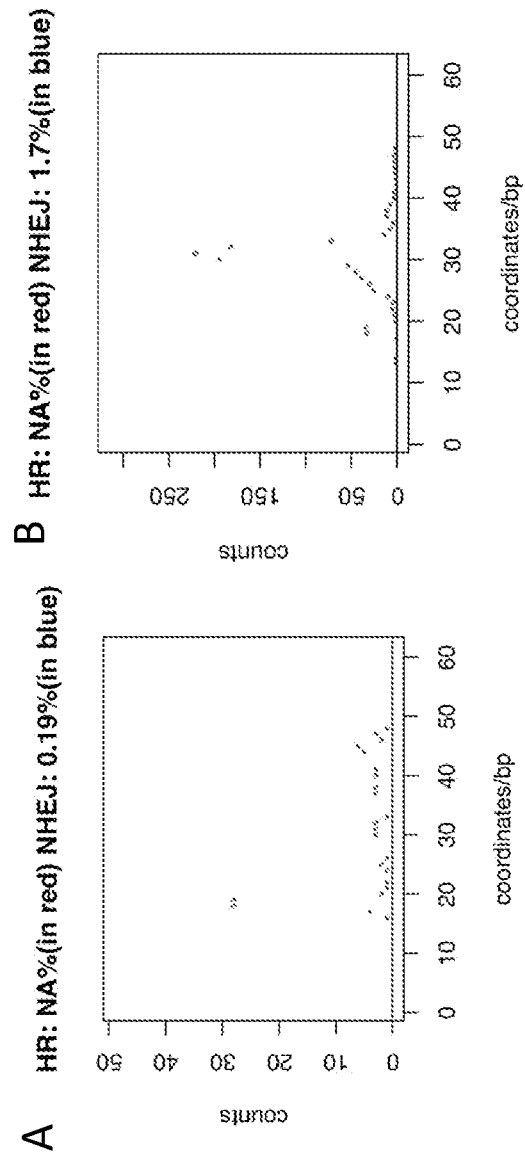 A
HR: NA%(in red) NHEJ: 0.19%(in blue)
counts
50
40
30
20
10
0
0 10 20 30 40 50 60
coordinates/bp
B
HR: NA%(in red) NHEJ: 1.7%(in blue)
counts
250
150
50
0
0 10 20 30 40 50 60
coordinates/bp